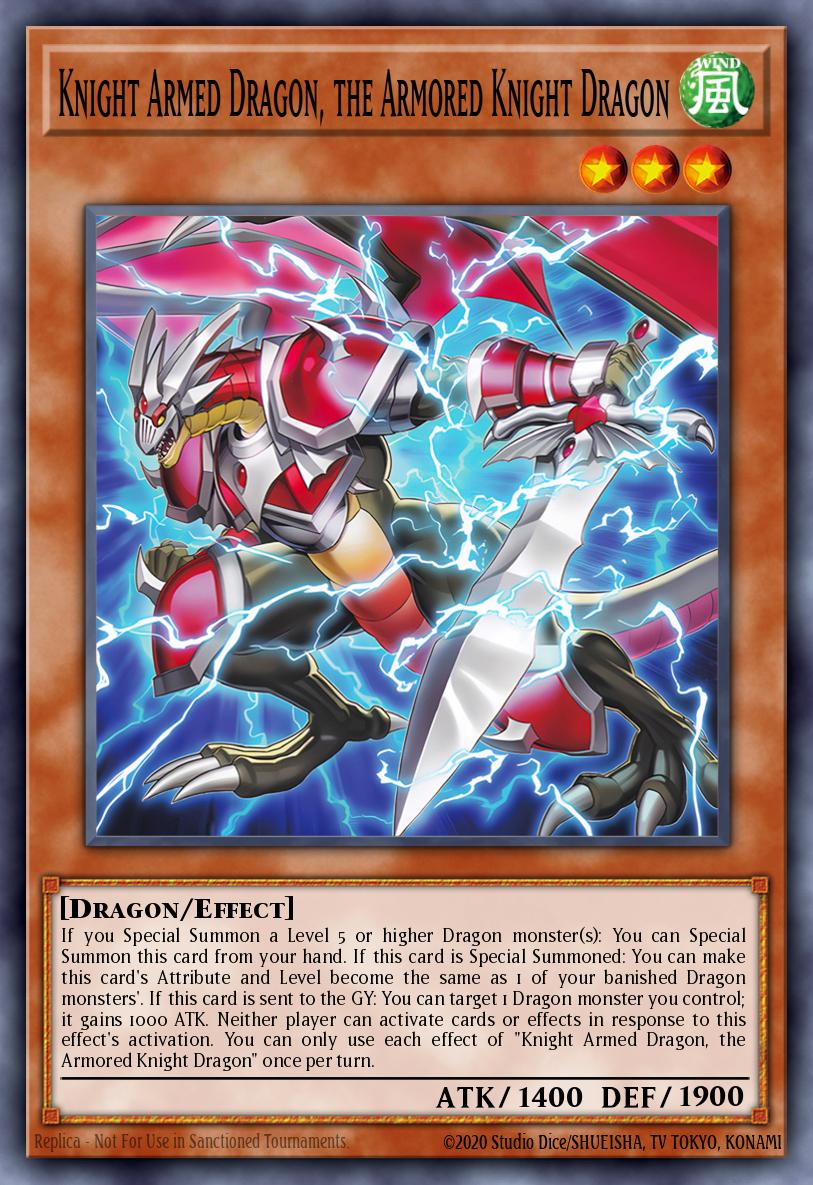 Knight Armed Dragon, the Armored Knight Dragon
WIND
風
[Dragon/Effect]
If you Special Summon a Level 5 or higher Dragon monster(s): You can Special
Summon this card from your hand. If this card is Special Summoned: You can make
this card's Attribute and Level become the same as 1 of your banished Dragon
monsters'. If this card is sent to the GY: You can target 1 Dragon monster you control;
it gains 1000 ATK. Neither player can activate cards or effects in response to this
effect's activation. You can only use each effect of "Knight Armed Dragon, the
Armored Knight Dragon" once per turn.
ATK/1400 DEF/1900
Replica - Not For Use in Sanctioned Tournaments.
©2020 Studio Dice/SHUEISHA, TV TOKYO, KONAMI